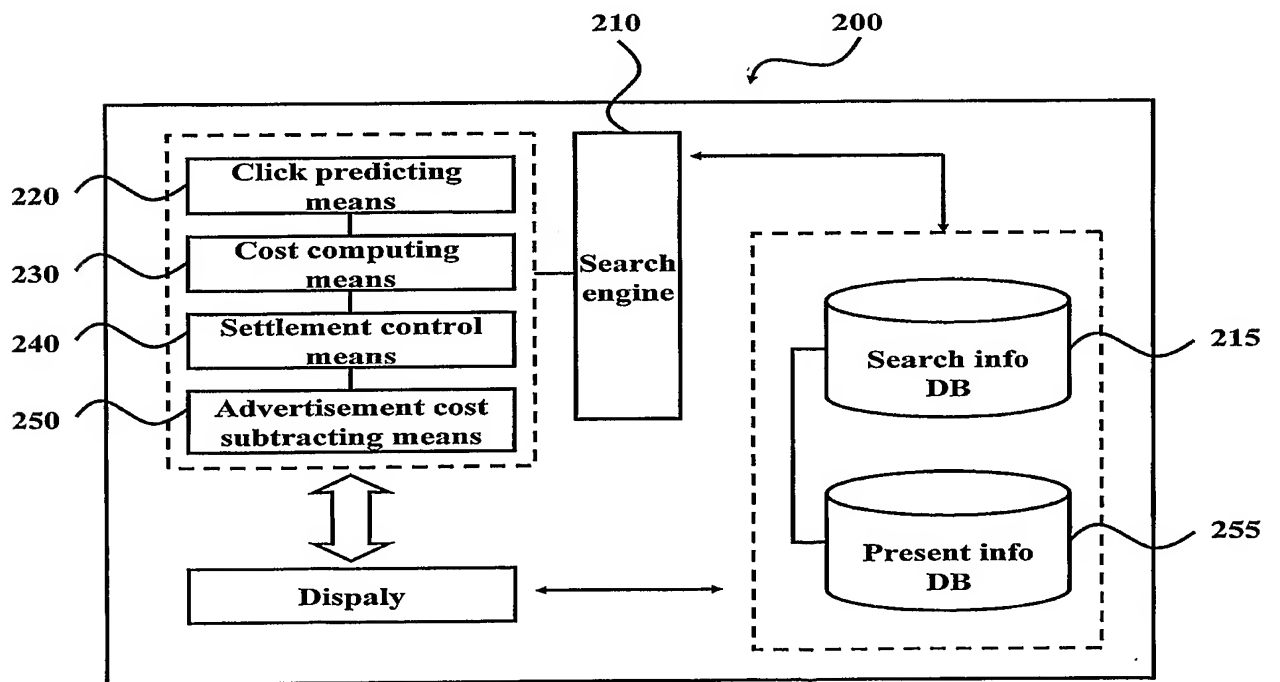 210
200
220
Click predicting
means
230
Cost computing
means
240
Settlement control
means
250
Advertisement cost
subtracting means
Search
engine
Search info
DB
215
Present info
DB
255
Dispaly